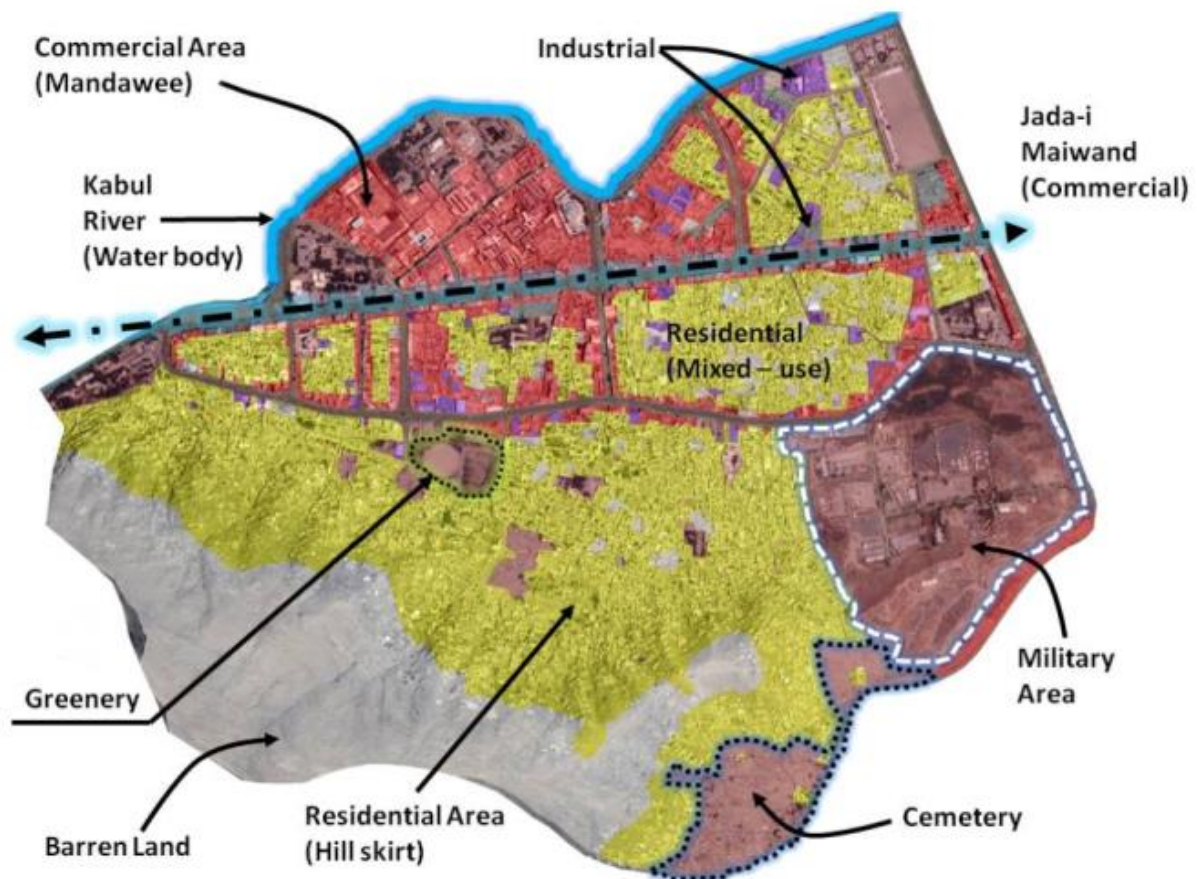 Commercial Area
(Mandawee)
Industrial
Jada-i
Maiwand
(Commercial)
Kabul
River
(Water body)
Residential
(Mixed – use)
Military
Area
Greenery
Residential Area
(Hill skirt)
Cemetery
Barren Land